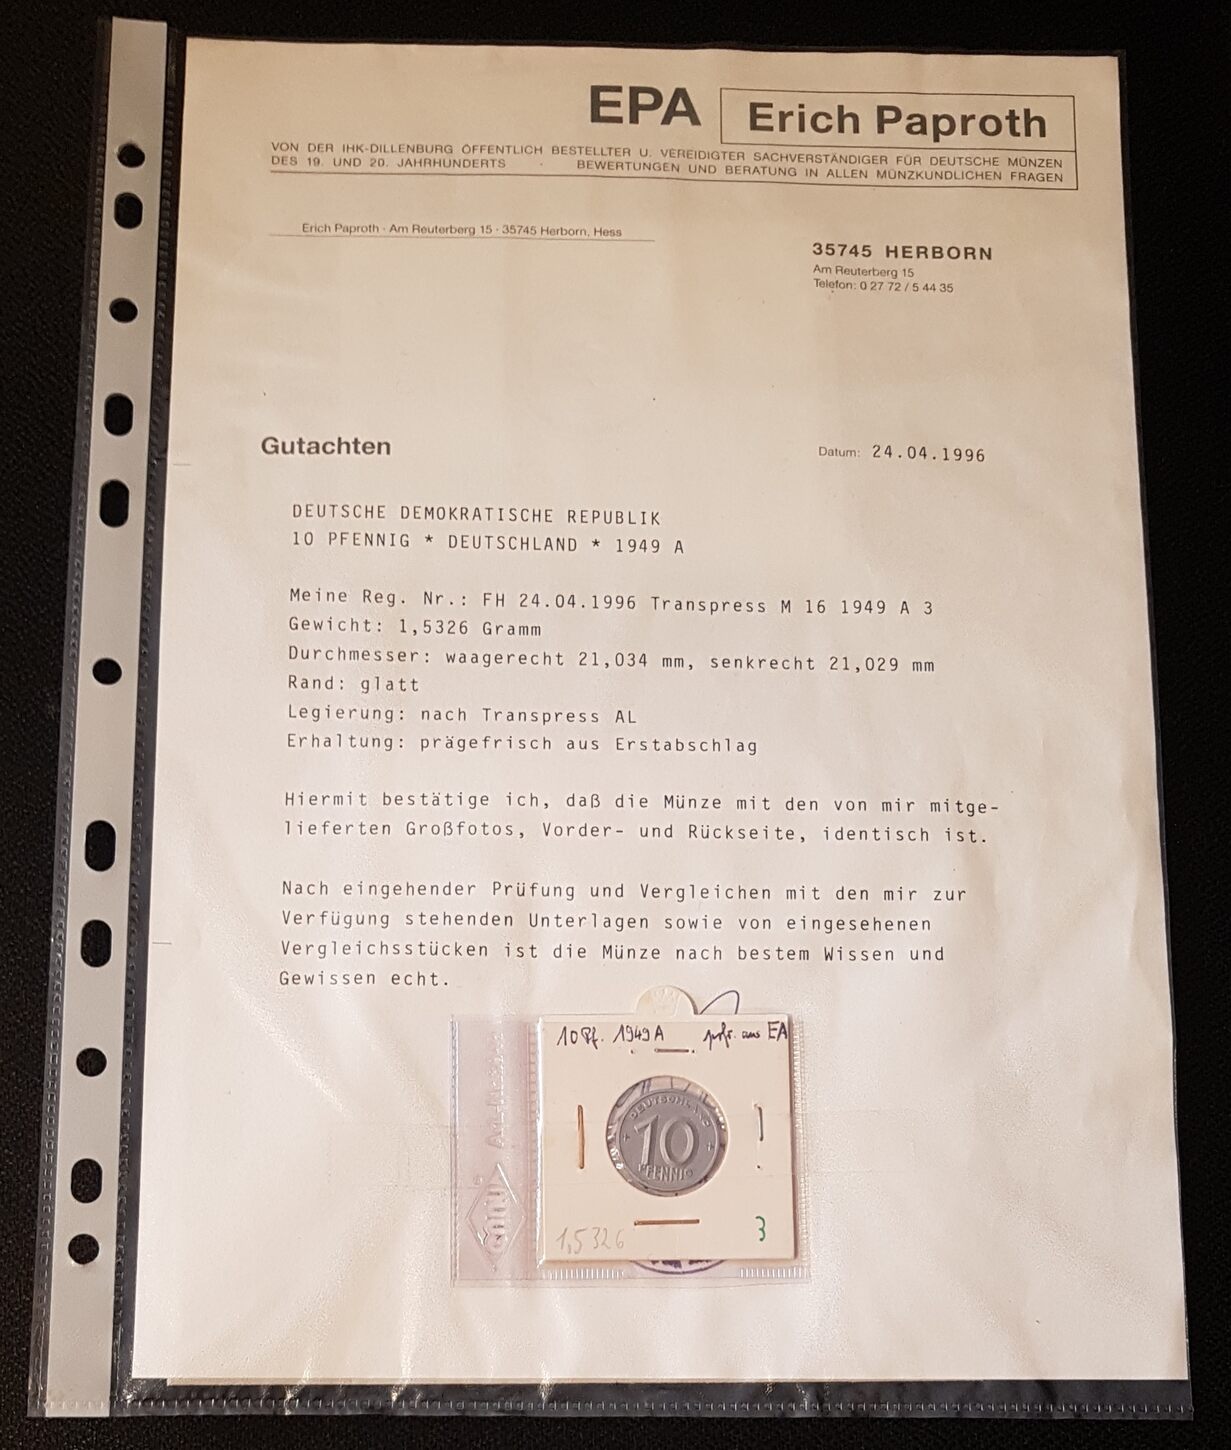 EPA Erich Paproth
VON DER IHK-DILLENBURG ÖFFENTLICH BESTELLTER U. VEREIDIGTER SACHVERSTÄNDIGER FÜR DEUTSCHE MÜNZEN
DES 19. UND 20. JAHRHUNDERTS · BEWERTUNGEN UND BERATUNG IN ALLEN MÜNZKUNDLICHEN FRAGEN
Erich Paproth · Am Reuterberg 15 · 35745 Herborn, Hess
35745 HERBORN
Am Reuterberg 15
Telefon: 0 27 72 / 5 44 35
Gutachten
Datum: 24.04.1996
DEUTSCHE DEMOKRATISCHE REPUBLIK
10 PFENNIG * DEUTSCHLAND * 1949 A
Meine Reg. Nr.: FH 24.04.1996 Transpress M 16 1949 A 3
Gewicht: 1,5326 Gramm
Durchmesser: waagerecht 21,034 mm, senkrecht 21,029 mm
Rand: glatt
Legierung: nach Transpress AL
Erhaltung: prägefrisch aus Erstabschlag
Hiermit bestätige ich, daß die Münze mit den von mir mitge-
lieferten Großfotos, Vorder- und Rückseite, identisch ist.
Nach eingehender Prüfung und Vergleichen mit den mir zur
Verfügung stehenden Unterlagen sowie von eingesehenen
Vergleichsstücken ist die Münze nach bestem Wissen und
Gewissen echt.
10 Pf. 1949 A prfr. aus EA
DEUTSCHLAND
10
PFENNIG
1,5326
3